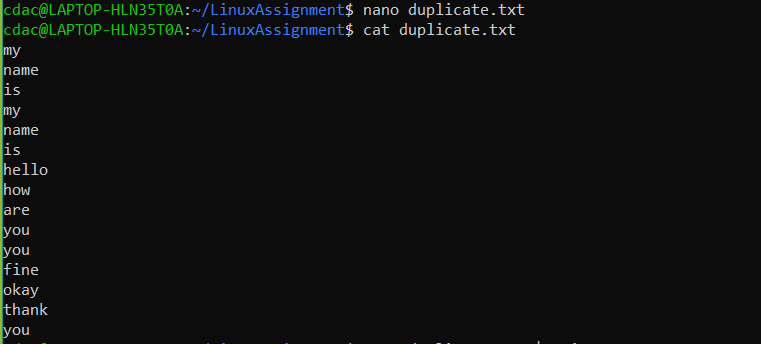 cdac@LAPTOP-HLN35T0A:~/LinuxAssignment$ nano duplicate.txt
cdac@LAPTOP-HLN35T0A:~/LinuxAssignment$ cat duplicate.txt
my
name
is
my
name
is
hello
how
are
you
you
fine
okay
thank
you